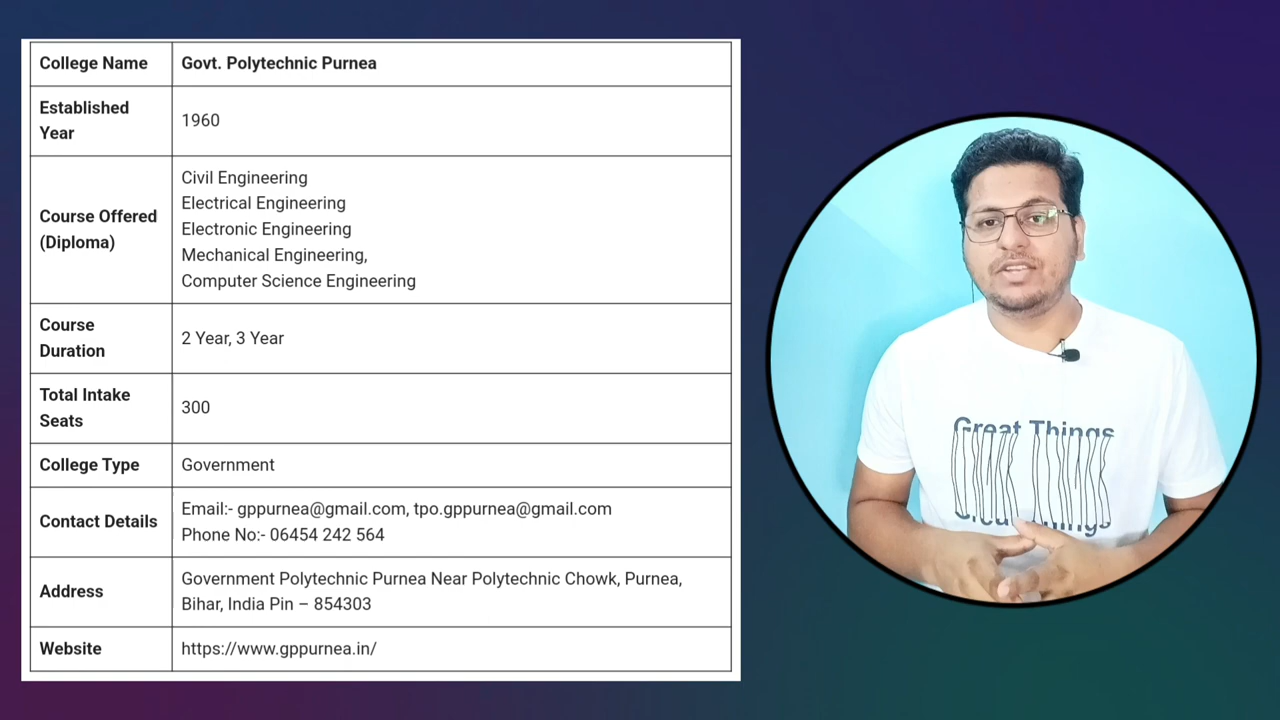 College Name
Govt. Polytechnic Purnea
Established
Year
1960
Course Offered
(Diploma)
Civil Engineering
Electrical Engineering
Electronic Engineering
Mechanical Engineering,
Computer Science Engineering
Course
Duration
2 Year, 3 Year
Total Intake
Seats
300
College Type
Government
Contact Details
Email:- gppurnea@gmail.com, tpo.gppurnea@gmail.com
Phone No:- 06454 242 564
Address
Government Polytechnic Purnea Near Polytechnic Chowk, Purnea,
Bihar, India Pin – 854303
Website
https://www.gppurnea.in/
Great Things
Great Things